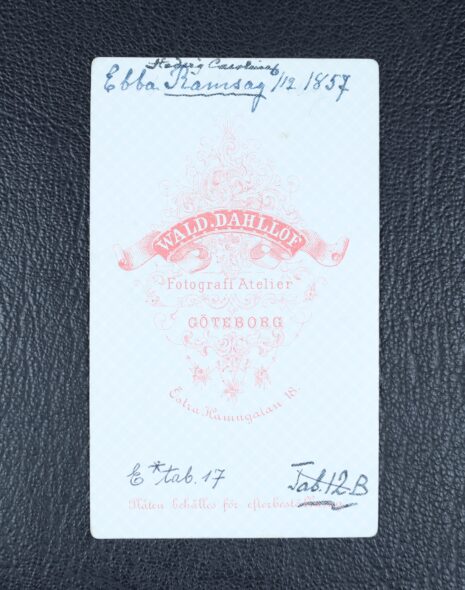 Hedvig Carolina
Ebba Ramsay 1/12 1857
WALD. DAHLLÖF
Fotografi Atelier
GÖTEBORG
Östra Hamngatan 18.
E*tab. 17
Tab. 12 B
Plåten behålles för efterbest